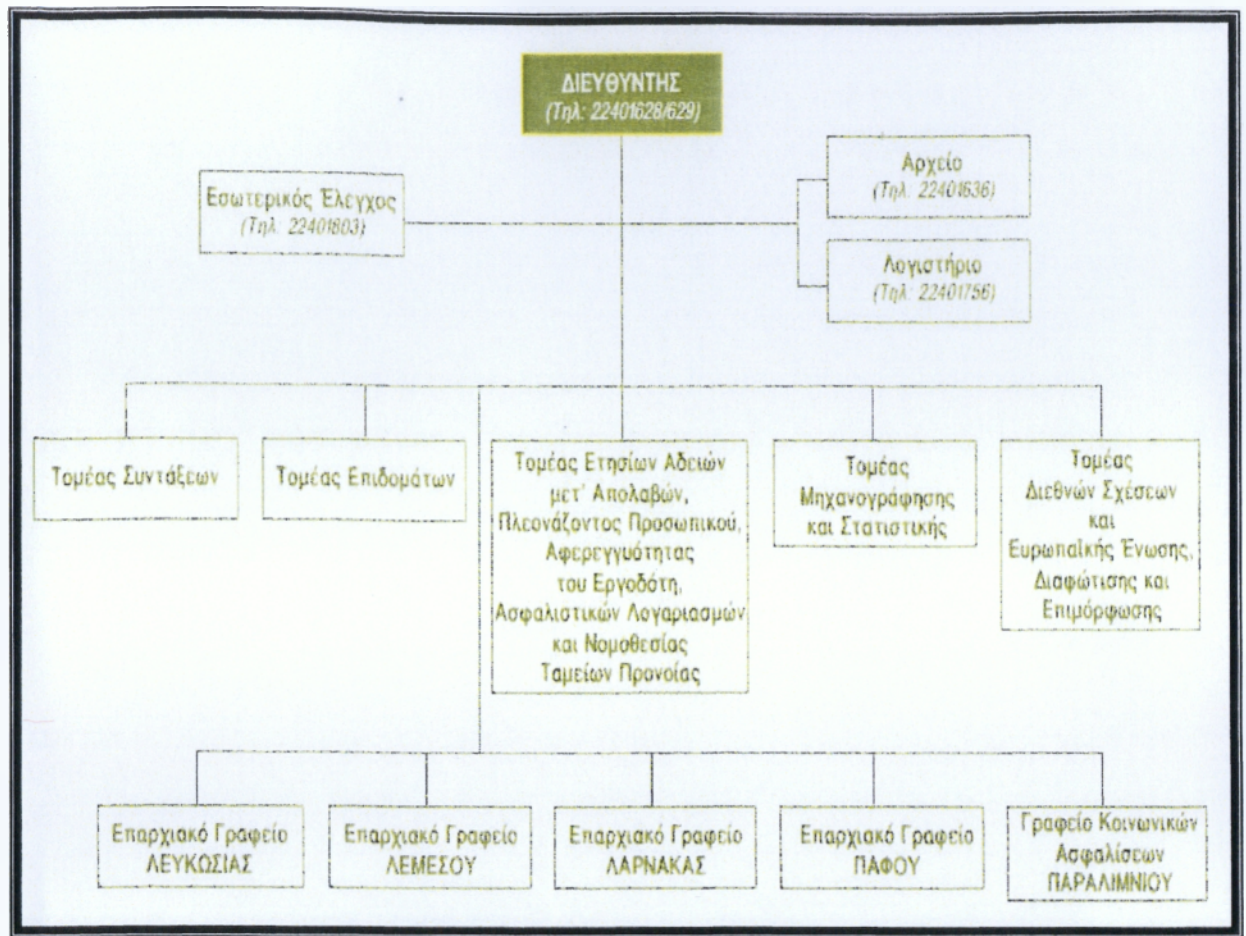 ΔΙΕΥΘΥΝΤΗΣ
(Τηλ: 22401628/629)
Εσωτερικός Έλεγχος
(Τηλ: 22401803)
Αρχείο
(Τηλ: 22401636)
Λογιστήριο
(Τηλ: 22401756)
Τομέας Συντάξεων
Τομέας Επιδομάτων
Τομέας Ετησίων Αδειών
μετ' Απολαβών,
Πλεονάζοντος Προσωπικού,
Αφερεγγυότητας
του Εργοδότη,
Ασφαλιστικών Λογαριασμών
και Νομοθεσίας
Ταμείων Προνοίας
Τομέας
Μηχανογράφησης
και Στατιστικής
Τομέας
Διεθνών Σχέσεων
και
Ευρωπαϊκής Ένωσης,
Διαφώτισης και
Επιμόρφωσης
Επαρχιακό Γραφείο
ΛΕΥΚΩΣΙΑΣ
Επαρχιακό Γραφείο
ΛΕΜΕΣΟΥ
Επαρχιακό Γραφείο
ΛΑΡΝΑΚΑΣ
Επαρχιακό Γραφείο
ΠΑΦΟΥ
Γραφείο Κοινωνικών
Ασφαλίσεων
ΠΑΡΑΛΙΜΝΙΟΥ